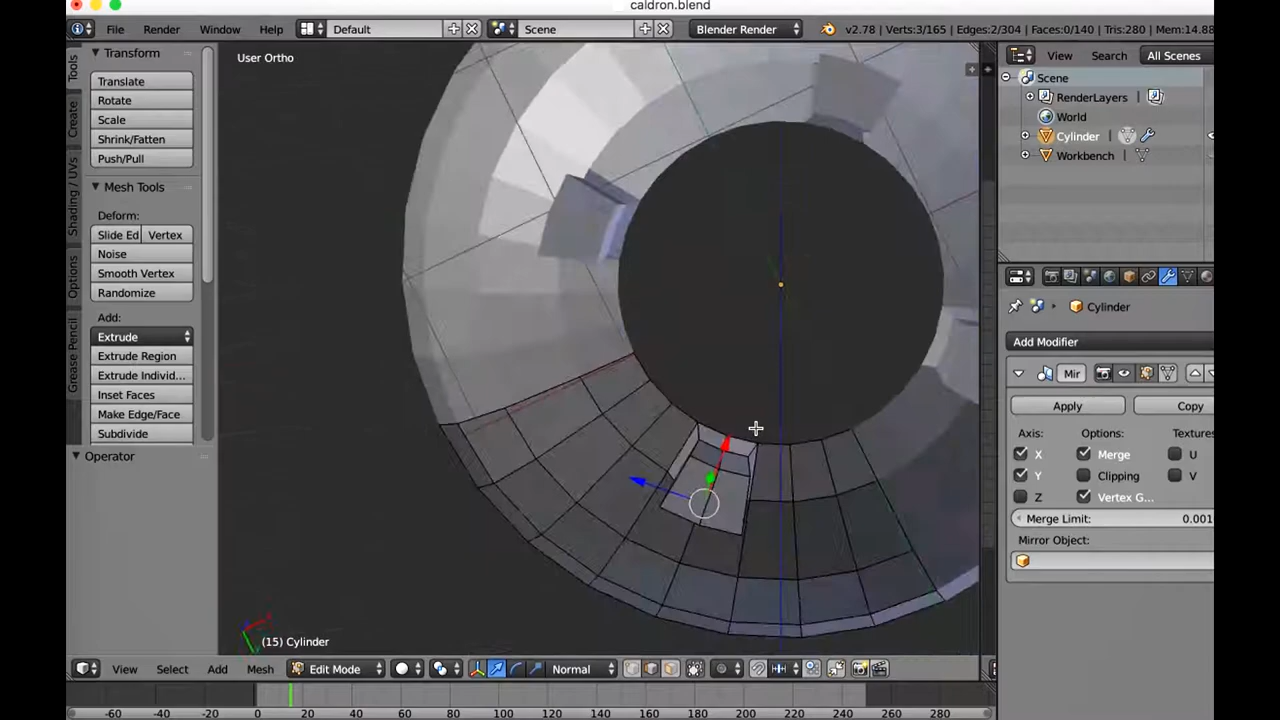 caldron.blend
File Render Window Help Default Scene Blender Render v2.78 | Verts:3/165 | Edges:2/304 | Faces:0/140 | Tris:280 | Mem:14.88
Tools
Create
Shading / UVs
Options
Grease Pencil
Transform
Translate
Rotate
Scale
Shrink/Fatten
Push/Pull
Mesh Tools
Deform:
Slide Ed Vertex
Noise
Smooth Vertex
Randomize
Add:
Extrude
Extrude Region
Extrude Individ...
Inset Faces
Make Edge/Face
Subdivide
Operator
User Ortho
(15) Cylinder
View Select Add Mesh Edit Mode Normal
-60 -40 -20 0 20 40 60 80 100 120 140 160 180 200 220 240 260 280
View Search All Scenes
Scene
RenderLayers
World
Cylinder
Workbench
Cylinder
Add Modifier
Mir
Apply Copy
Axis: Options: Textures
X Merge U
Y Clipping V
Z Vertex G...
Merge Limit: 0.001
Mirror Object: